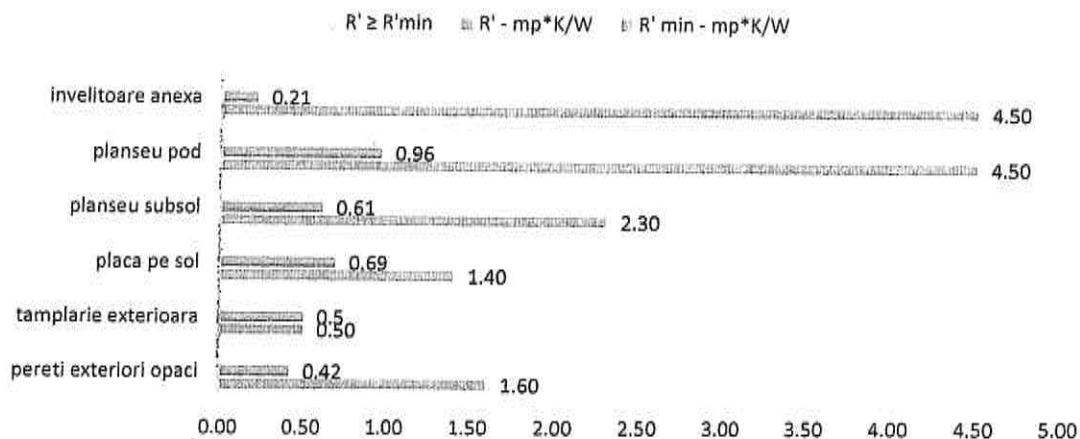 R' ≥ R'min R' - mp*K/W R' min - mp*K/W
invelitoare anexa 0.21
4.50
planseu pod 0.96
4.50
planseu subsol 0.61
2.30
placa pe sol 0.69
1.40
tamplarie exterioara 0.5
0.50
pereti exteriori opaci 0.42
1.60
0.00 0.50 1.00 1.50 2.00 2.50 3.00 3.50 4.00 4.50 5.00